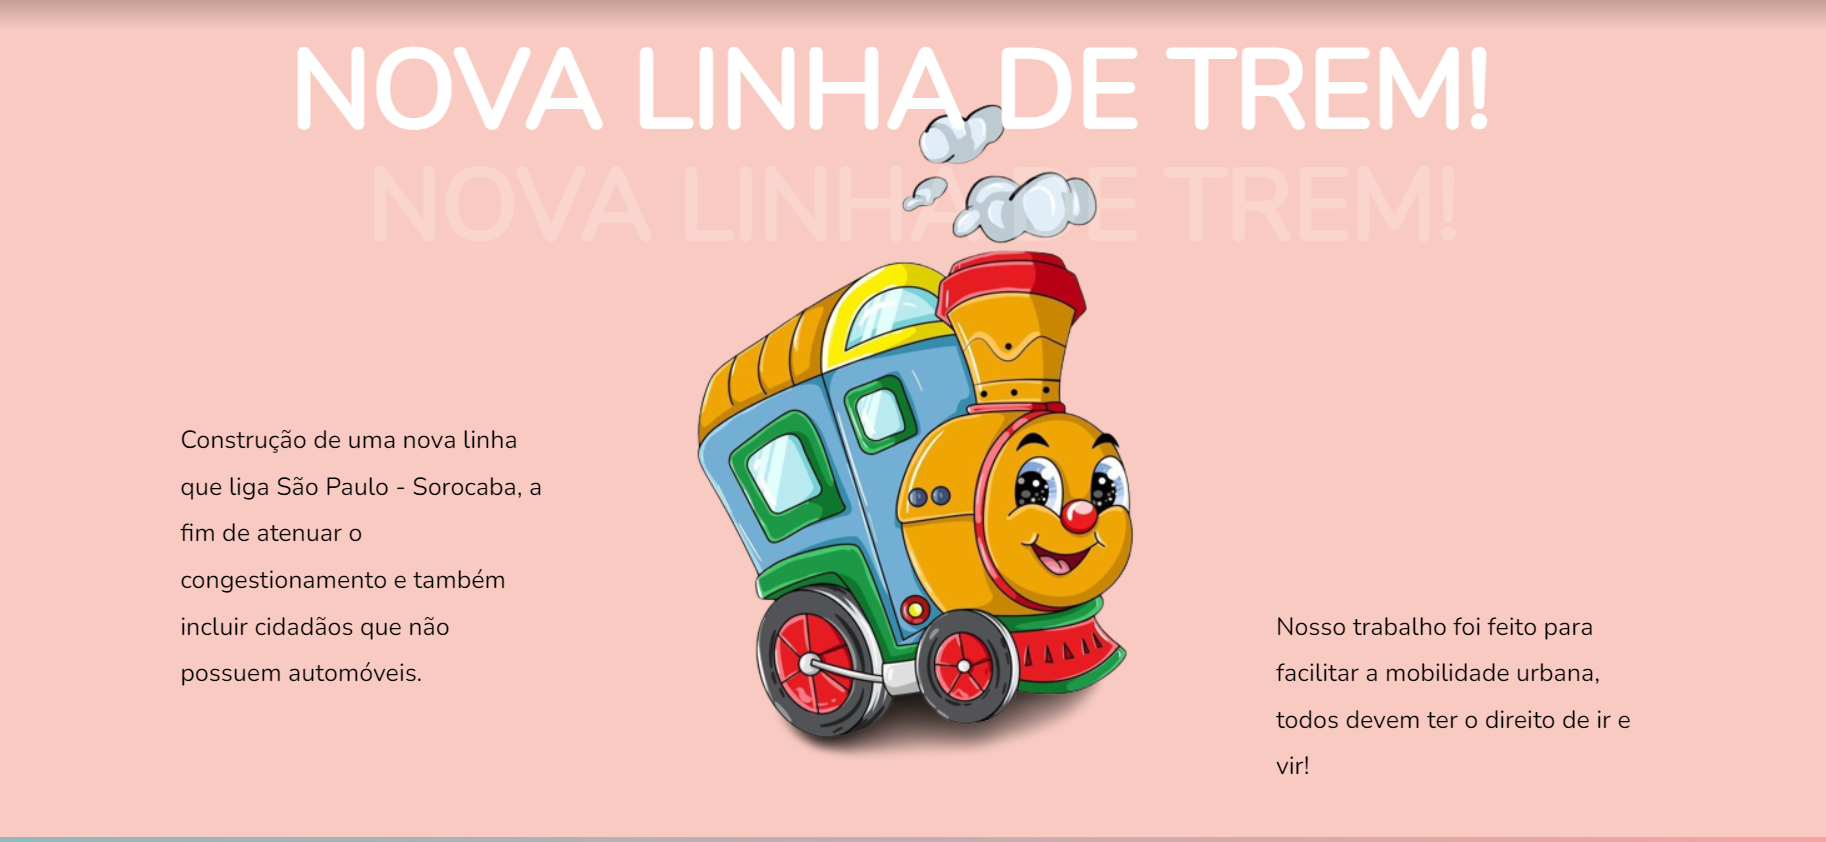 NOVA LINHA DE TREM!
NOVA LINHA DE TREM!
Construção de uma nova linha
que liga São Paulo - Sorocaba, a
fim de atenuar o
congestionamento e também
incluir cidadãos que não
possuem automóveis.
Nosso trabalho foi feito para
facilitar a mobilidade urbana,
todos devem ter o direito de ir e
vir!